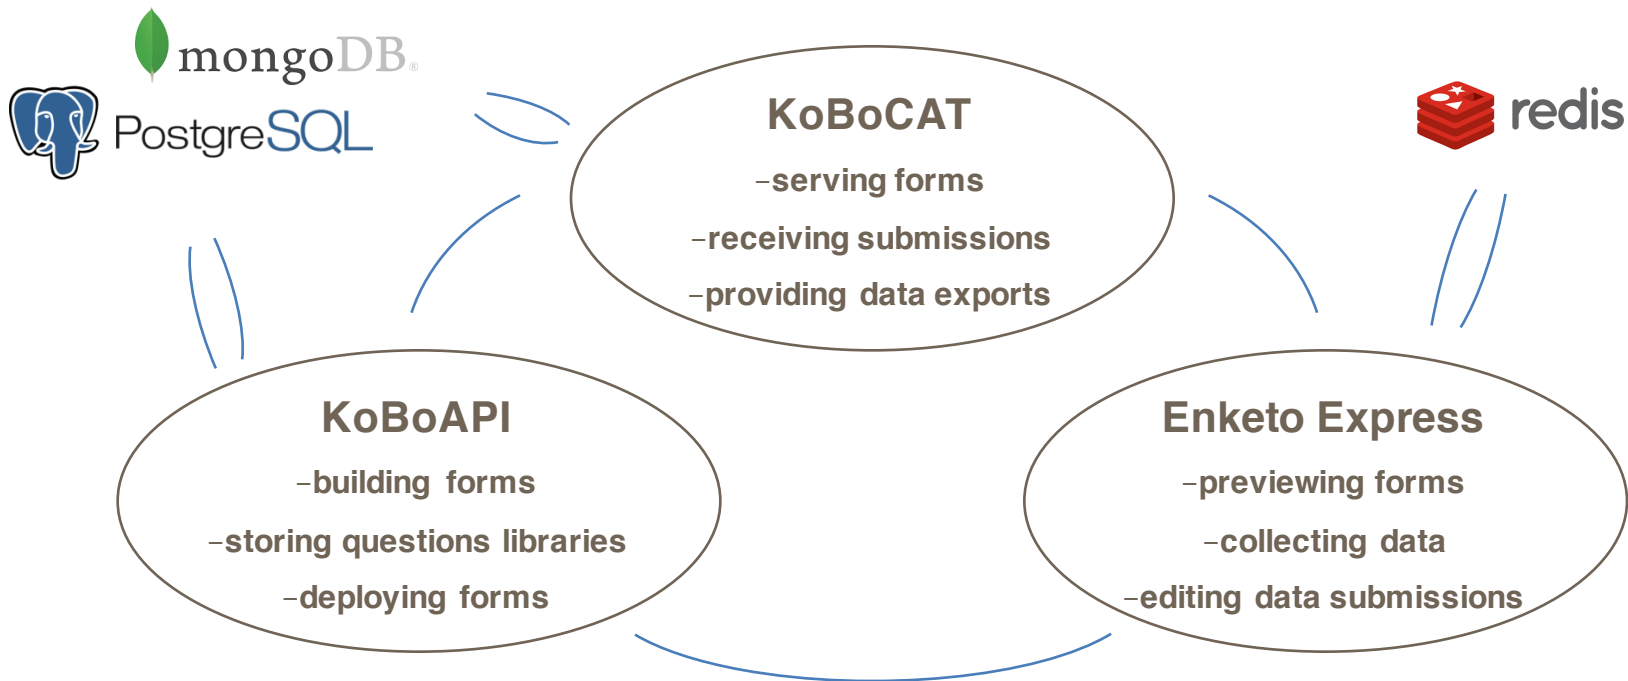 mongoDB®
PostgreSQL
KoBoCAT
–serving forms
–receiving submissions
–providing data exports
redis
KoBoAPI
–building forms
–storing questions libraries
–deploying forms
Enketo Express
–previewing forms
–collecting data
–editing data submissions